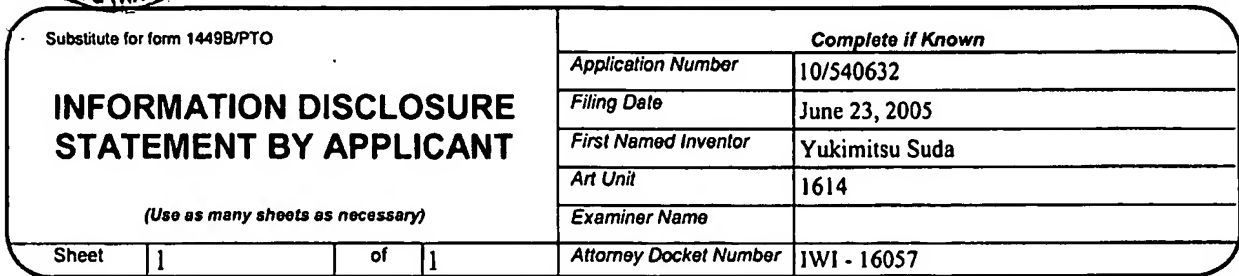 Substitute for form 1449B/PTO
INFORMATION DISCLOSURE
STATEMENT BY APPLICANT
(Use as many sheets as necessary)
Sheet 1 of 1
Complete if Known
Application Number 10/540632
Filing Date June 23, 2005
First Named Inventor Yukimitsu Suda
Art Unit 1614
Examiner Name
Attorney Docket Number IWI - 16057